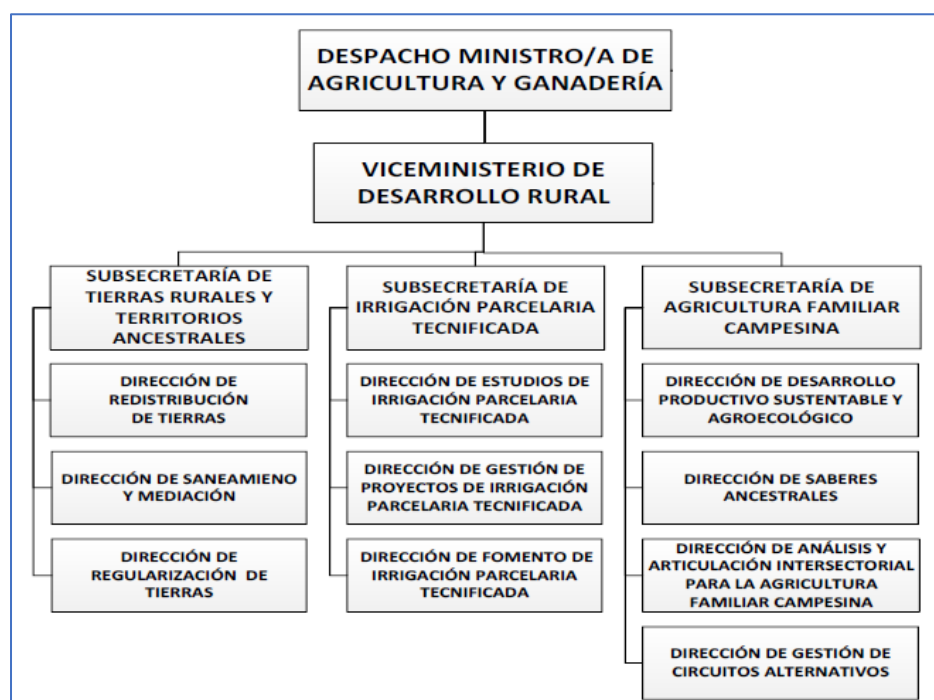 DESPACHO MINISTRO/A DE
AGRICULTURA Y GANADERÍA
VICEMINISTERIO DE
DESARROLLO RURAL
SUBSECRETARÍA DE
TIERRAS RURALES Y
TERRITORIOS
ANCESTRALES
DIRECCIÓN DE
REDISTRIBUCIÓN
DE TIERRAS
DIRECCIÓN DE SANEAMIENO
Y MEDIACIÓN
DIRECCIÓN DE
REGULARIZACIÓN DE
TIERRAS
SUBSECRETARÍA DE
IRRIGACIÓN PARCELARIA
TECNIFICADA
DIRECCIÓN DE ESTUDIOS DE
IRRIGACIÓN PARCELARIA
TECNIFICADA
DIRECCIÓN DE GESTIÓN DE
PROYECTOS DE IRRIGACIÓN
PARCELARIA TECNIFICADA
DIRECCIÓN DE FOMENTO DE
IRRIGACIÓN PARCELARIA
TECNIFICADA
SUBSECRETARÍA DE
AGRICULTURA FAMILIAR
CAMPESINA
DIRECCIÓN DE DESARROLLO
PRODUCTIVO SUSTENTABLE Y
AGROECOLÓGICO
DIRECCIÓN DE SABERES
ANCESTRALES
DIRECCIÓN DE ANÁLISIS Y
ARTICULACIÓN INTERSECTORIAL
PARA LA AGRICULTURA
FAMILIAR CAMPESINA
DIRECCIÓN DE GESTIÓN DE
CIRCUITOS ALTERNATIVOS